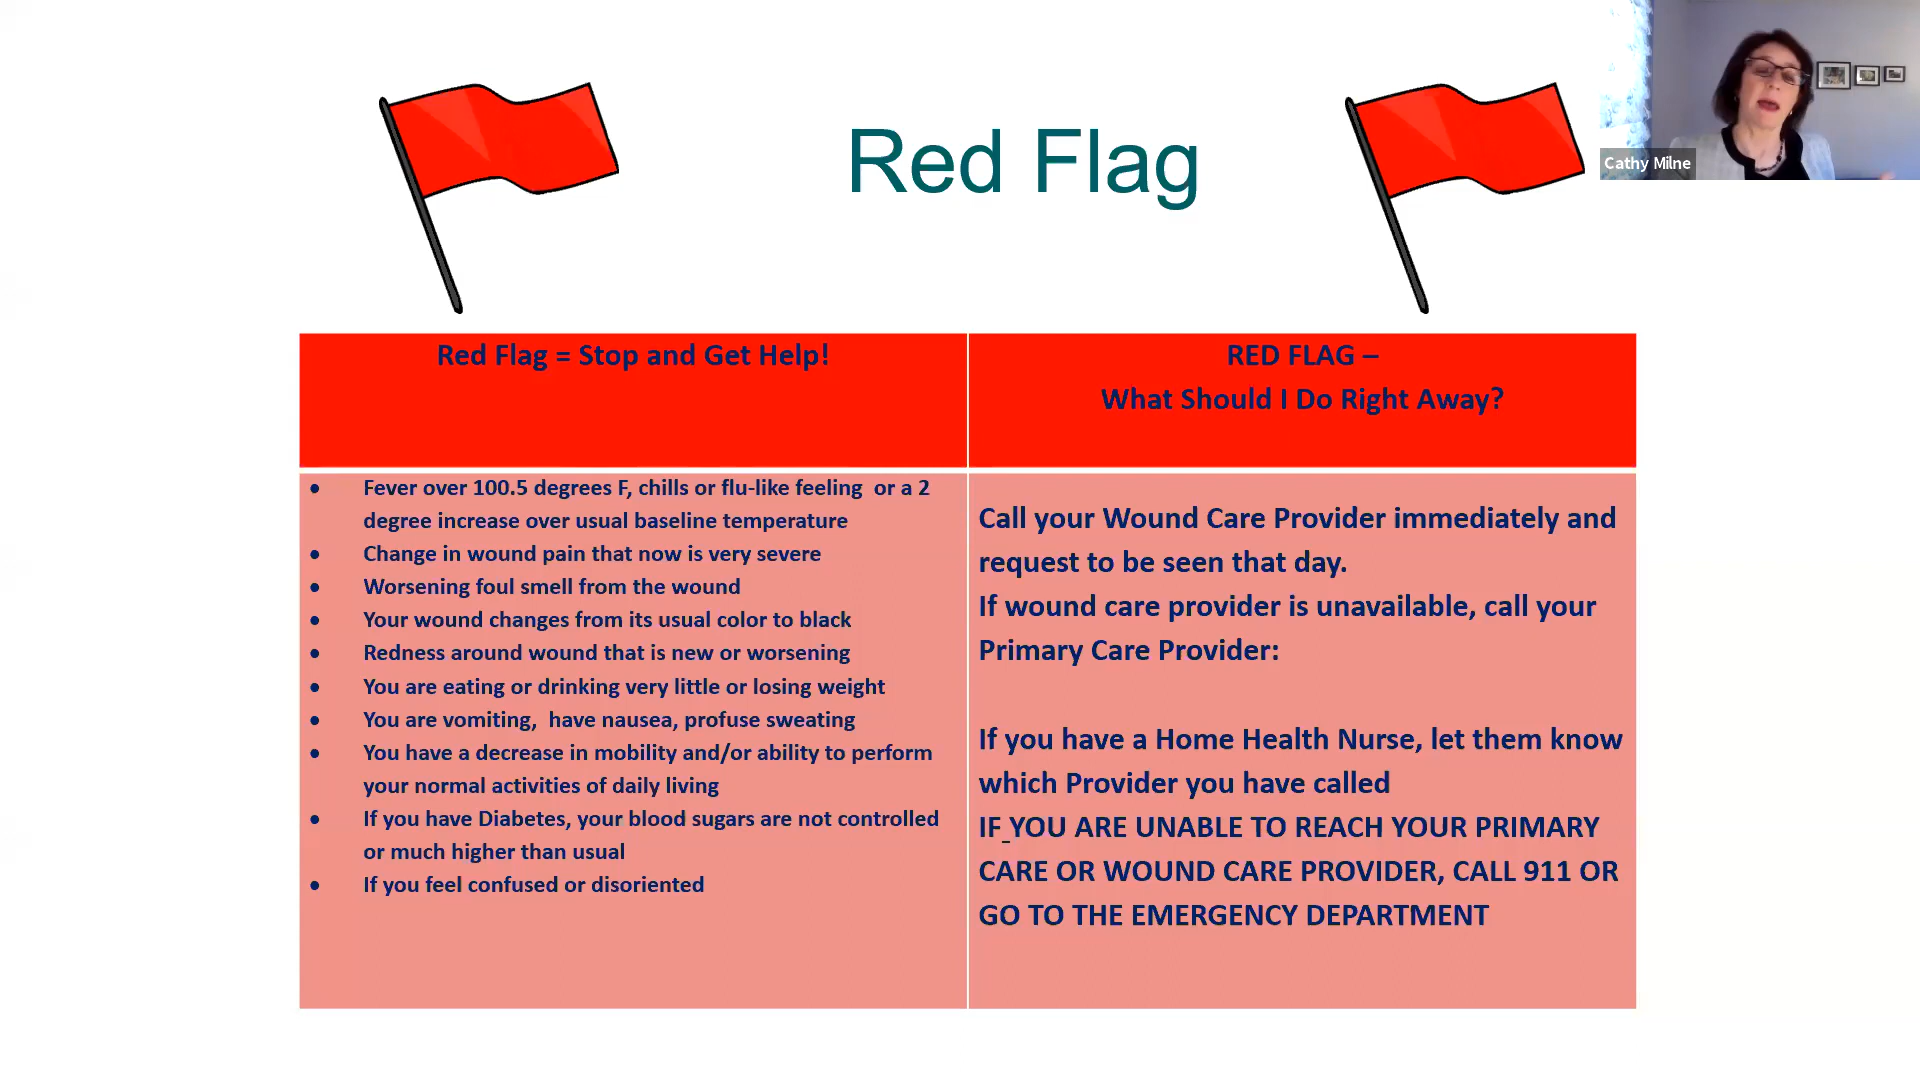 Red Flag
Cathy Milne
Red Flag = Stop and Get Help!
RED FLAG –
What Should I Do Right Away?
• Fever over 100.5 degrees F, chills or flu-like feeling  or a 2
degree increase over usual baseline temperature
• Change in wound pain that now is very severe
• Worsening foul smell from the wound
• Your wound changes from its usual color to black
• Redness around wound that is new or worsening
• You are eating or drinking very little or losing weight
• You are vomiting,  have nausea, profuse sweating
• You have a decrease in mobility and/or ability to perform
your normal activities of daily living
• If you have Diabetes, your blood sugars are not controlled
or much higher than usual
• If you feel confused or disoriented
Call your Wound Care Provider immediately and
request to be seen that day.
If wound care provider is unavailable, call your
Primary Care Provider:
If you have a Home Health Nurse, let them know
which Provider you have called
IF YOU ARE UNABLE TO REACH YOUR PRIMARY
CARE OR WOUND CARE PROVIDER, CALL 911 OR
GO TO THE EMERGENCY DEPARTMENT